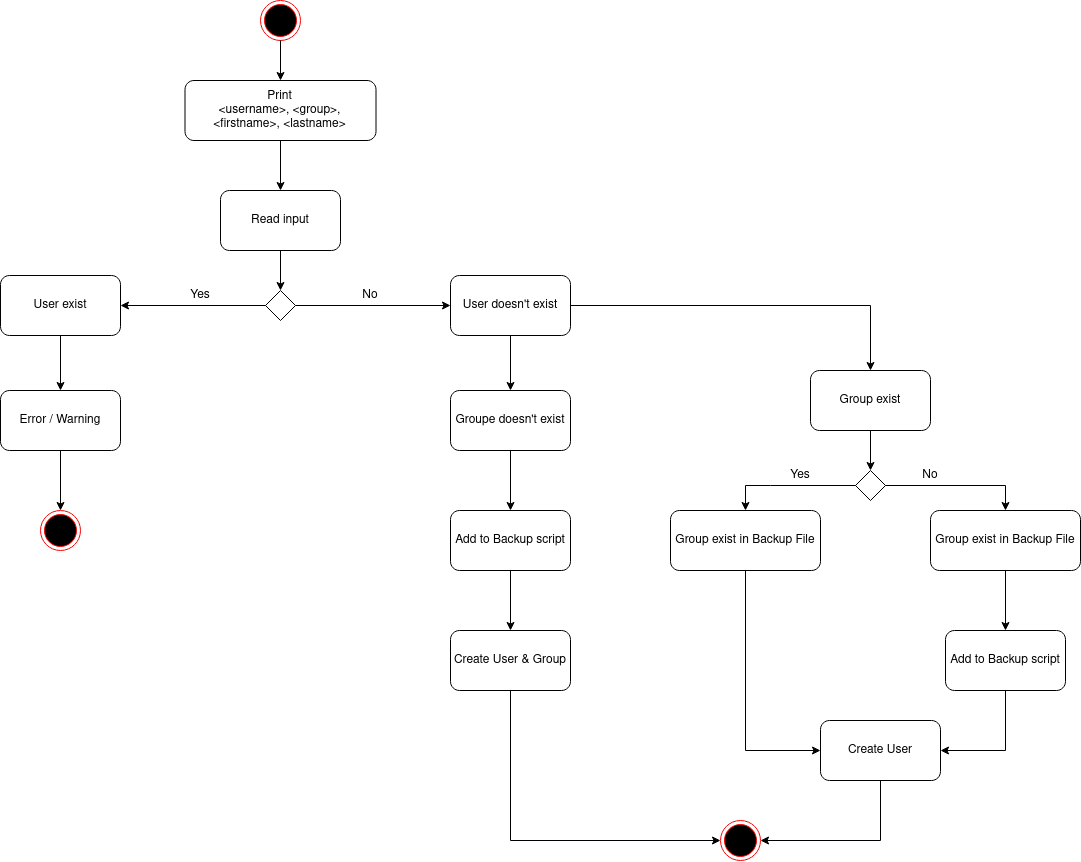 Print
<username>, <group>,
<firstname>, <lastname>
Read input
Yes
No
User exist
User doesn't exist
Error / Warning
Groupe doesn't exist
Group exist
Yes
No
Add to Backup script
Group exist in Backup File
Group exist in Backup File
Create User & Group
Add to Backup script
Create User